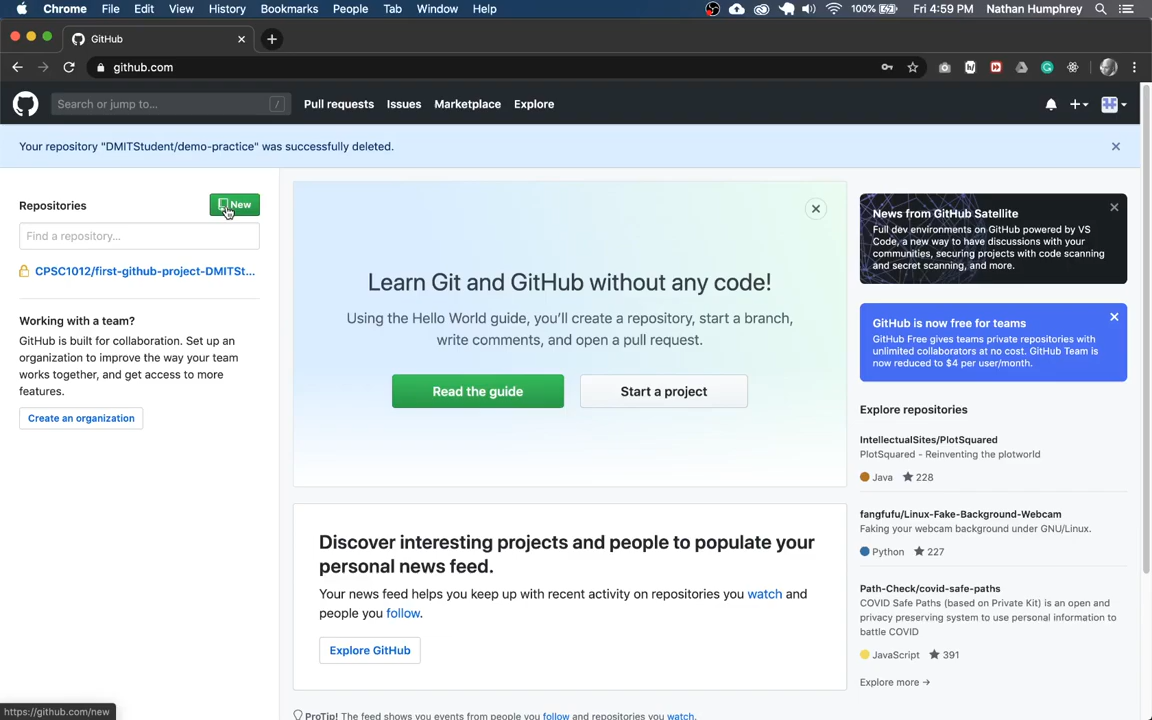 Chrome File Edit View History Bookmarks People Tab Window Help 100% Fri 4:59 PM Nathan Humphrey
GitHub
github.com
Search or jump to... / Pull requests Issues Marketplace Explore
Your repository "DMITStudent/demo-practice" was successfully deleted.
Repositories New
Find a repository...
CPSC1012/first-github-project-DMITSt...
Working with a team?
GitHub is built for collaboration. Set up an
organization to improve the way your team
works together, and get access to more
features.
Create an organization
Learn Git and GitHub without any code!
Using the Hello World guide, you’ll create a repository, start a branch,
write comments, and open a pull request.
Read the guide Start a project
Discover interesting projects and people to populate your
personal news feed.
Your news feed helps you keep up with recent activity on repositories you watch and
people you follow.
Explore GitHub
ProTip! The feed shows you events from people you follow and repositories you watch.
News from GitHub Satellite
Full dev environments on GitHub powered by VS
Code, a new way to have discussions with your
communities, securing projects with code scanning
and secret scanning, and more.
GitHub is now free for teams
GitHub Free gives teams private repositories with
unlimited collaborators at no cost. GitHub Team is
now reduced to $4 per user/month.
Explore repositories
IntellectualSites/PlotSquared
PlotSquared - Reinventing the plotworld
Java 228
fangfufu/Linux-Fake-Background-Webcam
Faking your webcam background under GNU/Linux.
Python 227
Path-Check/covid-safe-paths
COVID Safe Paths (based on Private Kit) is an open and
privacy preserving system to use personal information to
battle COVID
JavaScript 391
Explore more →
https://github.com/new